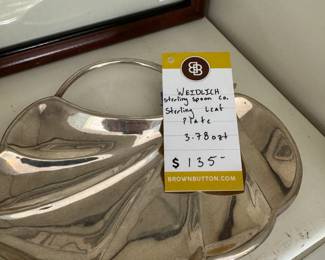 BB
WEIDLICH
Sterling Spoon Co.
Sterling Leaf
Plate
3.78ozt
$ 135-
BROWNBUTTON.COM